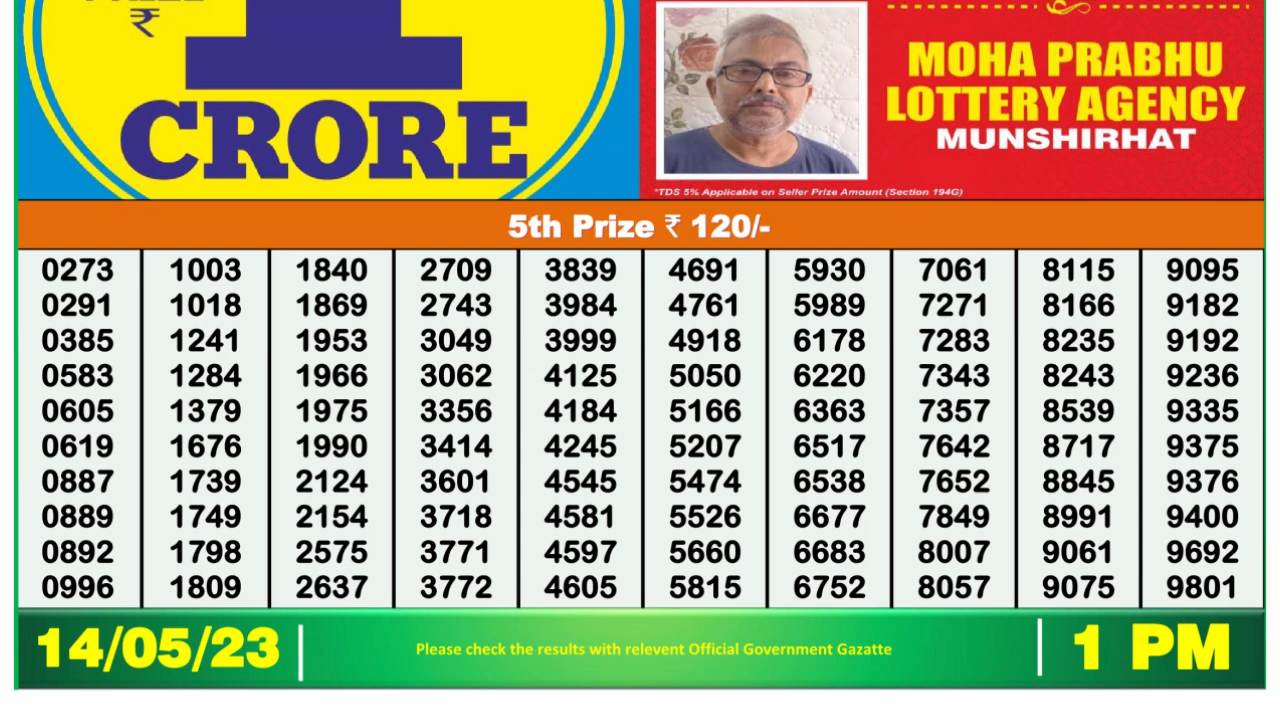 ₹
1
CRORE
MOHA PRABHU
LOTTERY AGENCY
MUNSHIRHAT
*TDS 5% Applicable on Seller Prize Amount (Section 194G)
5th Prize ₹ 120/-
0273 1003 1840 2709 3839 4691 5930 7061 8115 9095
0291 1018 1869 2743 3984 4761 5989 7271 8166 9182
0385 1241 1953 3049 3999 4918 6178 7283 8235 9192
0583 1284 1966 3062 4125 5050 6220 7343 8243 9236
0605 1379 1975 3356 4184 5166 6363 7357 8539 9335
0619 1676 1990 3414 4245 5207 6517 7642 8717 9375
0887 1739 2124 3601 4545 5474 6538 7652 8845 9376
0889 1749 2154 3718 4581 5526 6677 7849 8991 9400
0892 1798 2575 3771 4597 5660 6683 8007 9061 9692
0996 1809 2637 3772 4605 5815 6752 8057 9075 9801
14/05/23
Please check the results with relevent Official Government Gazatte
1 PM